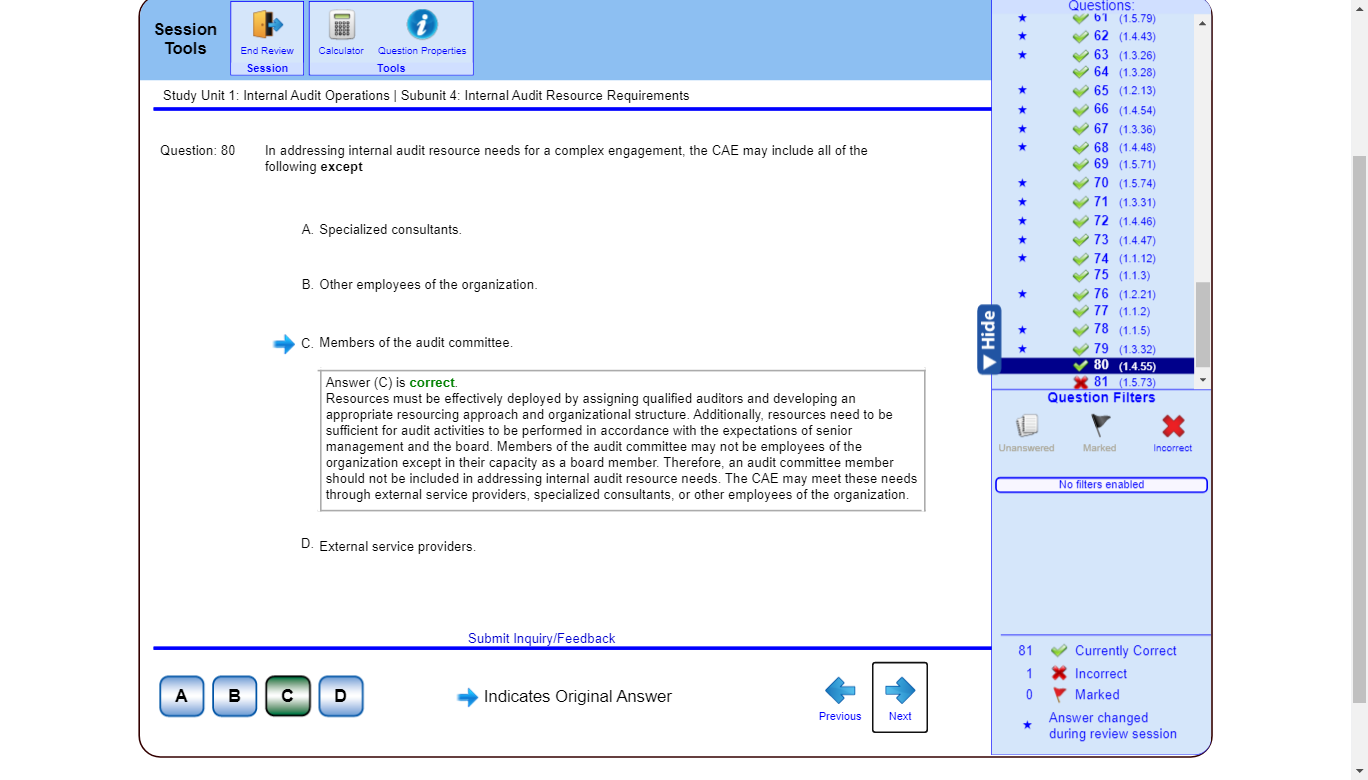 Session
Tools
End Review
Session
Calculator
Question Properties
Tools
Study Unit 1: Internal Audit Operations | Subunit 4: Internal Audit Resource Requirements
Question: 80
In addressing internal audit resource needs for a complex engagement, the CAE may include all of the
following except
A. Specialized consultants.
B. Other employees of the organization.
C. Members of the audit committee.
Answer (C) is correct.
Resources must be effectively deployed by assigning qualified auditors and developing an
appropriate resourcing approach and organizational structure. Additionally, resources need to be
sufficient for audit activities to be performed in accordance with the expectations of senior
management and the board. Members of the audit committee may not be employees of the
organization except in their capacity as a board member. Therefore, an audit committee member
should not be included in addressing internal audit resource needs. The CAE may meet these needs
through external service providers, specialized consultants, or other employees of the organization.
D. External service providers.
Submit Inquiry/Feedback
A
B
C
D
Indicates Original Answer
Previous
Next
Hide
Questions:
61 (1.5.79)
62 (1.4.43)
63 (1.3.26)
64 (1.3.28)
65 (1.2.13)
66 (1.4.54)
67 (1.3.36)
68 (1.4.48)
69 (1.5.71)
70 (1.5.74)
71 (1.3.31)
72 (1.4.46)
73 (1.4.47)
74 (1.1.12)
75 (1.1.3)
76 (1.2.21)
77 (1.1.2)
78 (1.1.5)
79 (1.3.32)
80 (1.4.55)
81 (1.5.73)
Question Filters
Unanswered
Marked
Incorrect
No filters enabled
81 Currently Correct
1 Incorrect
0 Marked
Answer changed
during review session